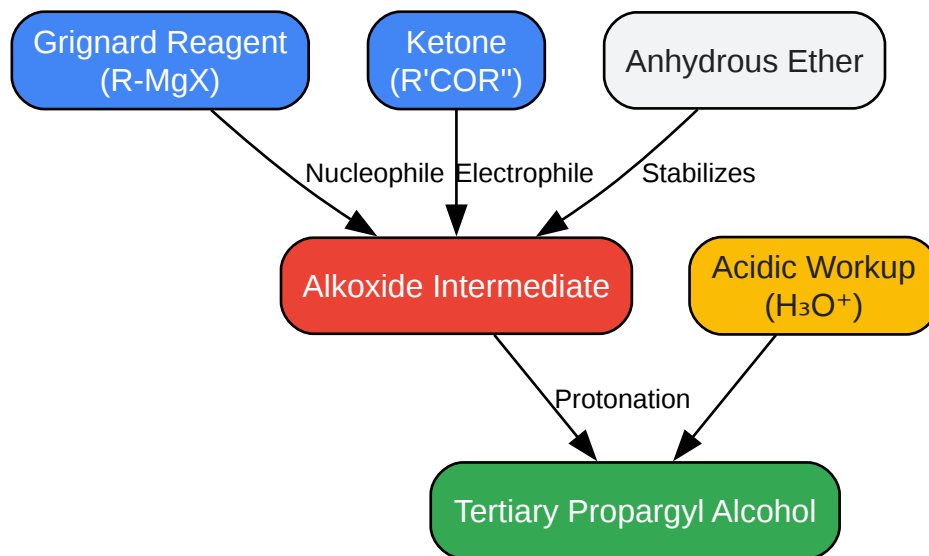 Grignard Reagent
(R-MgX)
Ketone
(R'COR")
Anhydrous Ether
Nucleophile
Electrophile
Stabilizes
Alkoxide Intermediate
Acidic Workup
(H₃O⁺)
Protonation
Tertiary Propargyl Alcohol